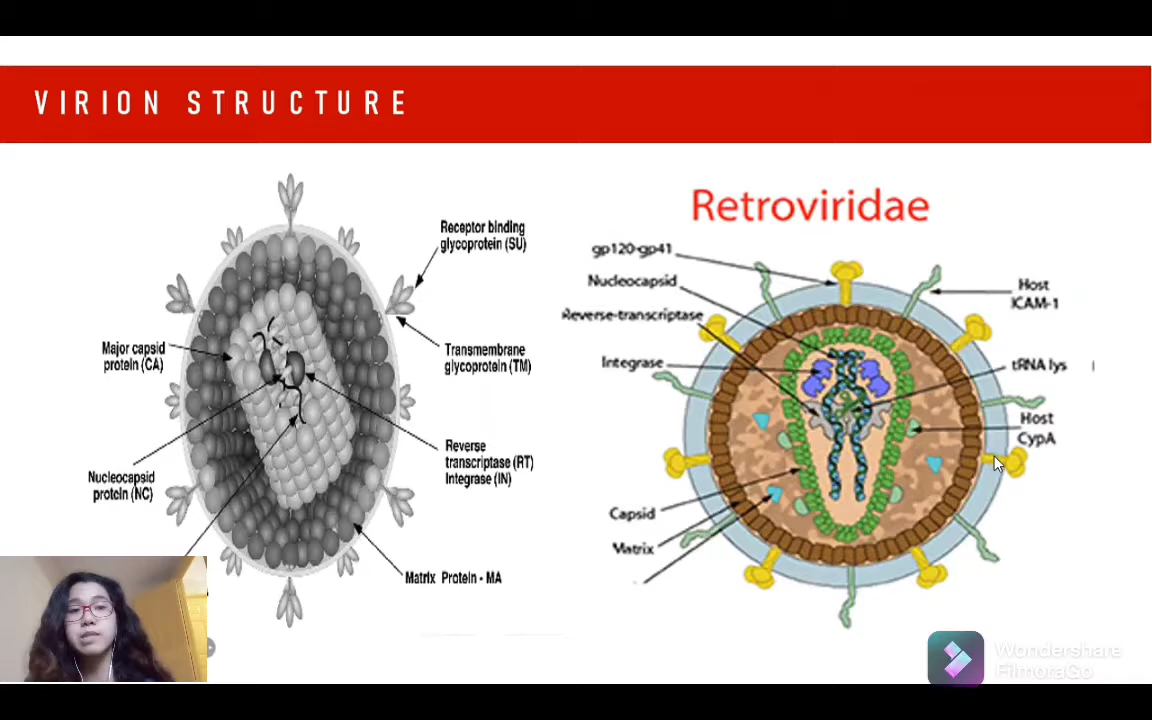 VIRION STRUCTURE
Receptor binding
glycoprotein (SU)
Major capsid
protein (CA)
Transmembrane
glycoprotein (TM)
Nucleocapsid
protein (NC)
Reverse
transcriptase (RT)
Integrase (IN)
Matrix Protein - MA
Retroviridae
gp120-gp41
Nucleocapsid
Reverse-transcriptase
Integrase
Capsid
Matrix
Host
ICAM-1
tRNA lys
Host
CypA
Wondershare
FilmoraGo